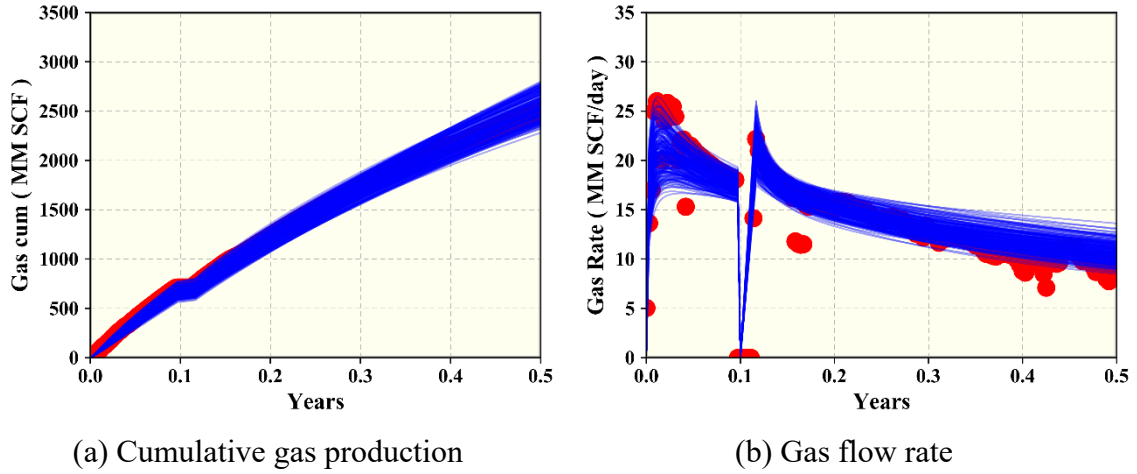 Gas cum ( MM SCF )
3500
3000
2500
2000
1500
1000
500
0
0.0 0.1 0.2 0.3 0.4 0.5
Years
(a) Cumulative gas production
Gas Rate ( MM SCF/day )
35
30
25
20
15
10
5
0
0.0 0.1 0.2 0.3 0.4 0.5
Years
(b) Gas flow rate